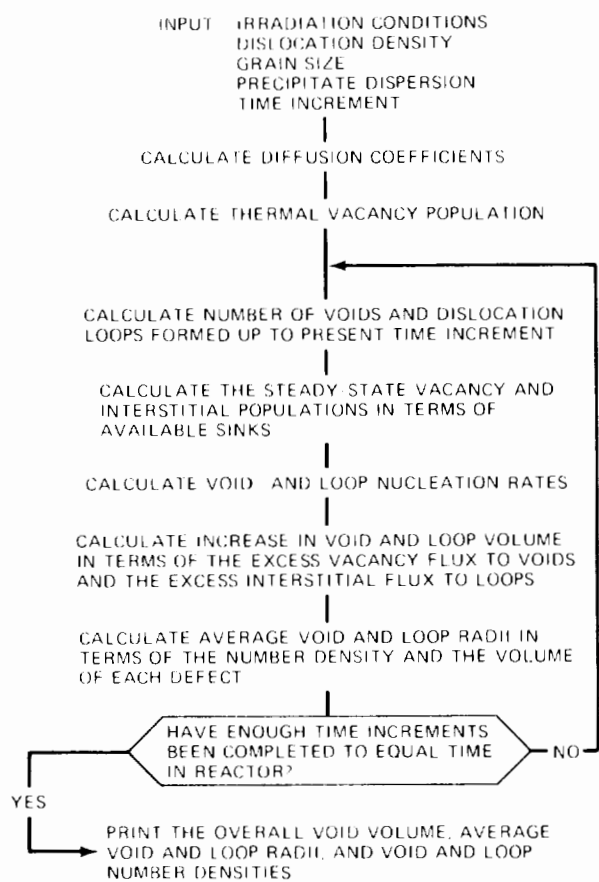 INPUT IRRADIATION CONDITIONS
DISLOCATION DENSITY
GRAIN SIZE
PRECIPITATE DISPERSION
TIME INCREMENT
CALCULATE DIFFUSION COEFFICIENTS
CALCULATE THERMAL VACANCY POPULATION
CALCULATE NUMBER OF VOIDS AND DISLOCATION
LOOPS FORMED UP TO PRESENT TIME INCREMENT
CALCULATE THE STEADY STATE VACANCY AND
INTERSTITIAL POPULATIONS IN TERMS OF
AVAILABLE SINKS
CALCULATE VOID AND LOOP NUCLEATION RATES
CALCULATE INCREASE IN VOID AND LOOP VOLUME
IN TERMS OF THE EXCESS VACANCY FLUX TO VOIDS
AND THE EXCESS INTERSTITIAL FLUX TO LOOPS
CALCULATE AVERAGE VOID AND LOOP RADII IN
TERMS OF THE NUMBER DENSITY AND THE VOLUME
OF EACH DEFECT
HAVE ENOUGH TIME INCREMENTS
BEEN COMPLETED TO EQUAL TIME
IN REACTOR?
NO
YES
PRINT THE OVERALL VOID VOLUME, AVERAGE
VOID AND LOOP RADII, AND VOID AND LOOP
NUMBER DENSITIES